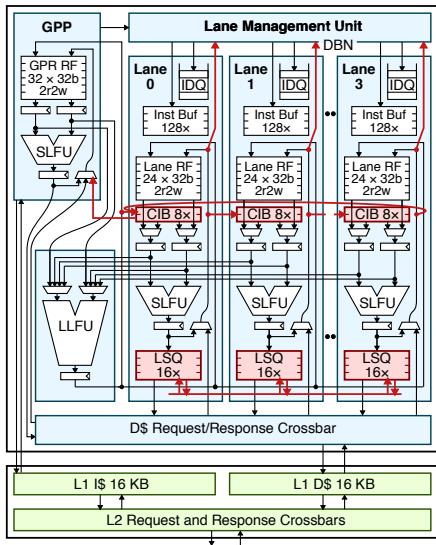 GPP
Lane Management Unit
DBN
GPR RF
32 × 32b
2r2w
SLFU
LLFU
Lane
0
IDQ
Inst Buf
128×
Lane RF
24 × 32b
2r2w
CIB 8×
SLFU
LSQ
16×
Lane
1
IDQ
Inst Buf
128×
Lane RF
24 × 32b
2r2w
CIB 8×
SLFU
LSQ
16×
Lane
3
IDQ
Inst Buf
128×
Lane RF
24 × 32b
2r2w
CIB 8×
SLFU
LSQ
16×
D$ Request/Response Crossbar
L1 I$ 16 KB
L1 D$ 16 KB
L2 Request and Response Crossbars